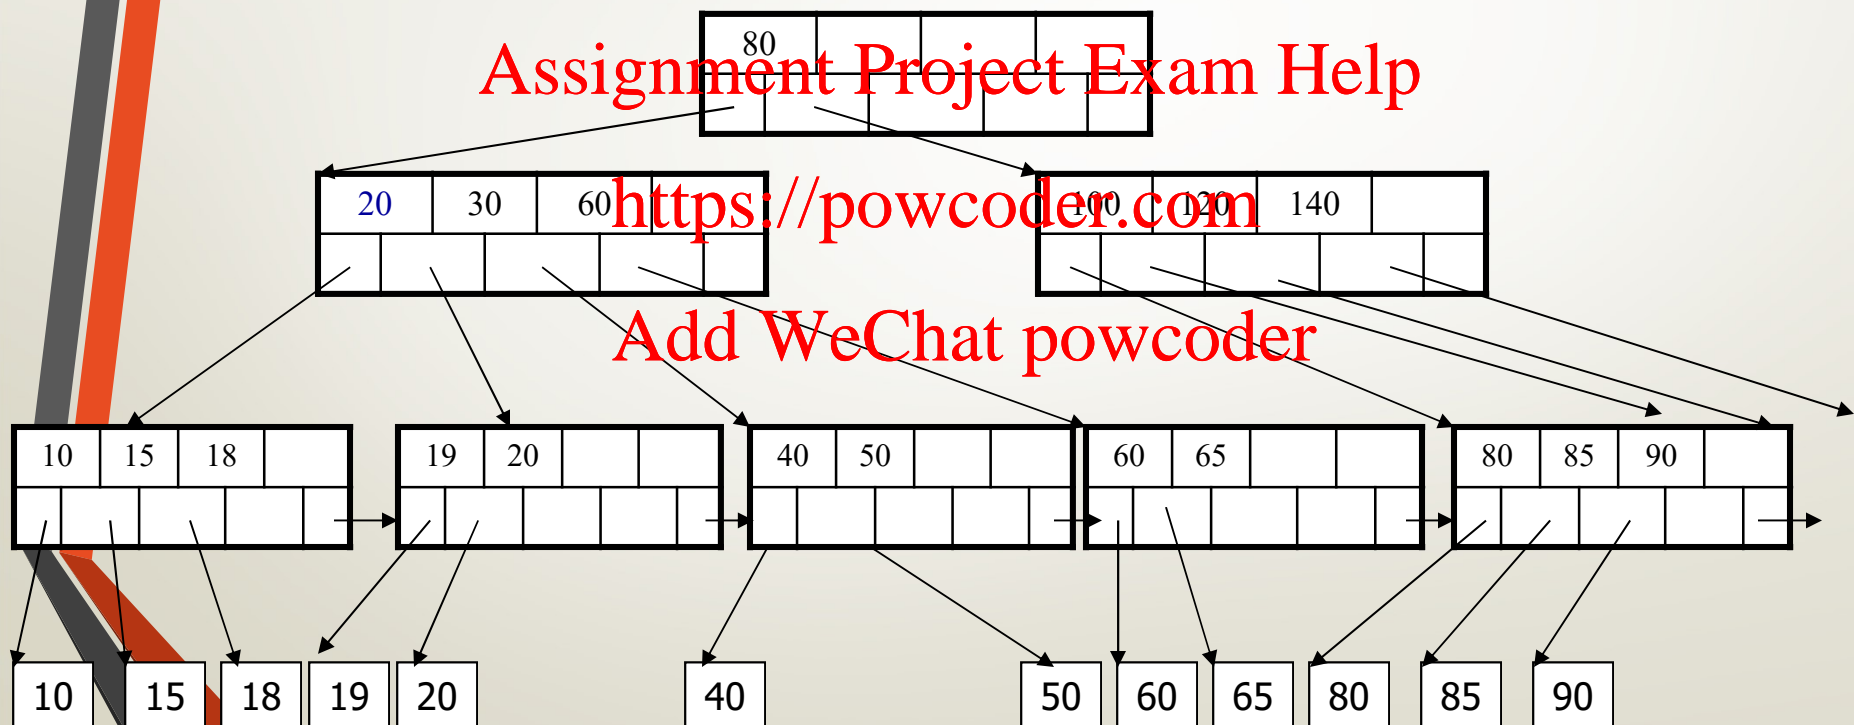 80
Assignment Project Exam Help
20 30 60 100 120 140
https://powcoder.com
Add WeChat powcoder
10 15 18 19 20 40 50 60 65 80 85 90
10 15 18 19 20 40 50 60 65 80 85 90